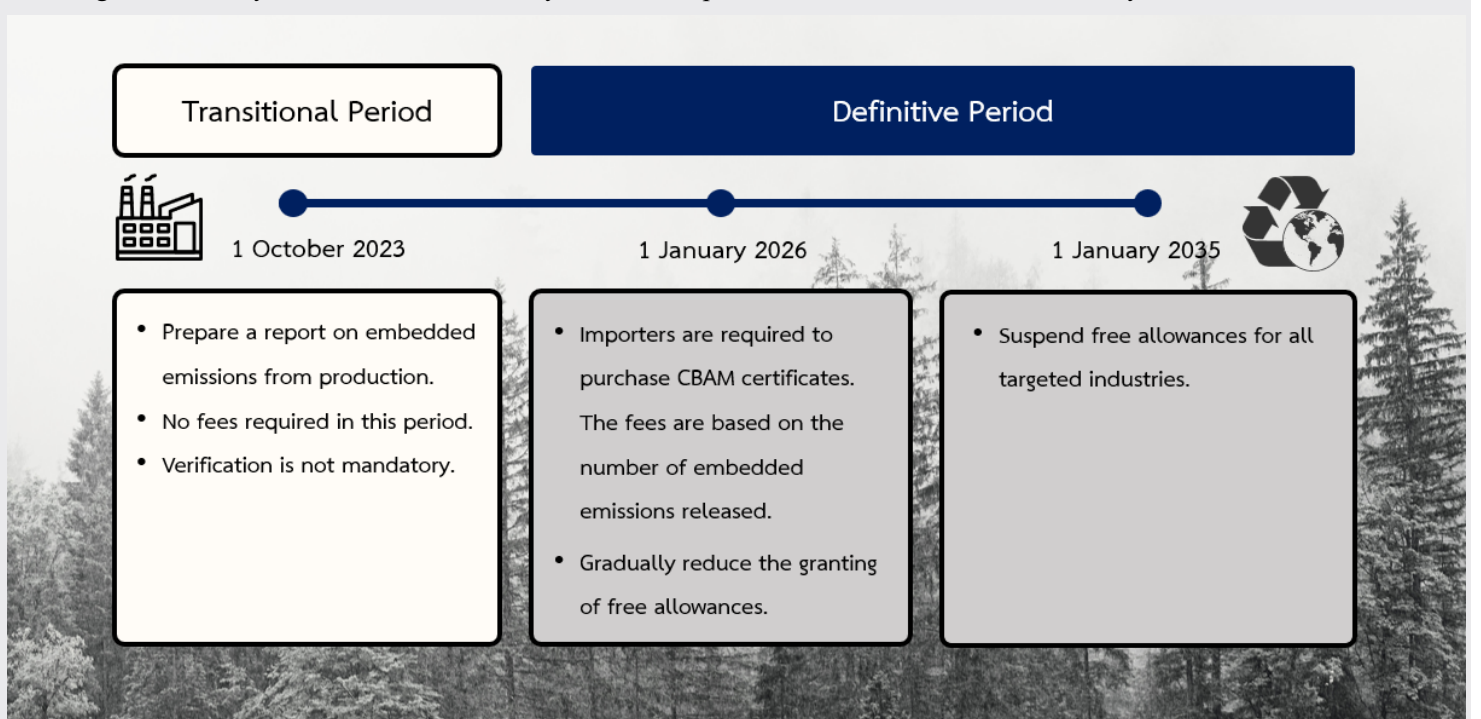 Transitional Period
Definitive Period
1 October 2023
1 January 2026
1 January 2035
• Prepare a report on embedded
emissions from production.
• No fees required in this period.
• Verification is not mandatory.
• Importers are required to
purchase CBAM certificates.
The fees are based on the
number of embedded
emissions released.
• Gradually reduce the granting
of free allowances.
• Suspend free allowances for all
targeted industries.